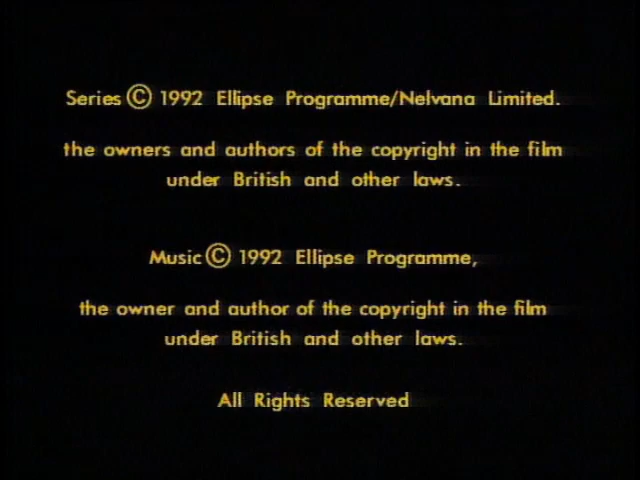 Series © 1992 Ellipse Programme/Nelvana Limited.
the owners and authors of the copyright in the film
under British and other laws.
Music © 1992 Ellipse Programme,
the owner and author of the copyright in the film
under British and other laws.
All Rights Reserved